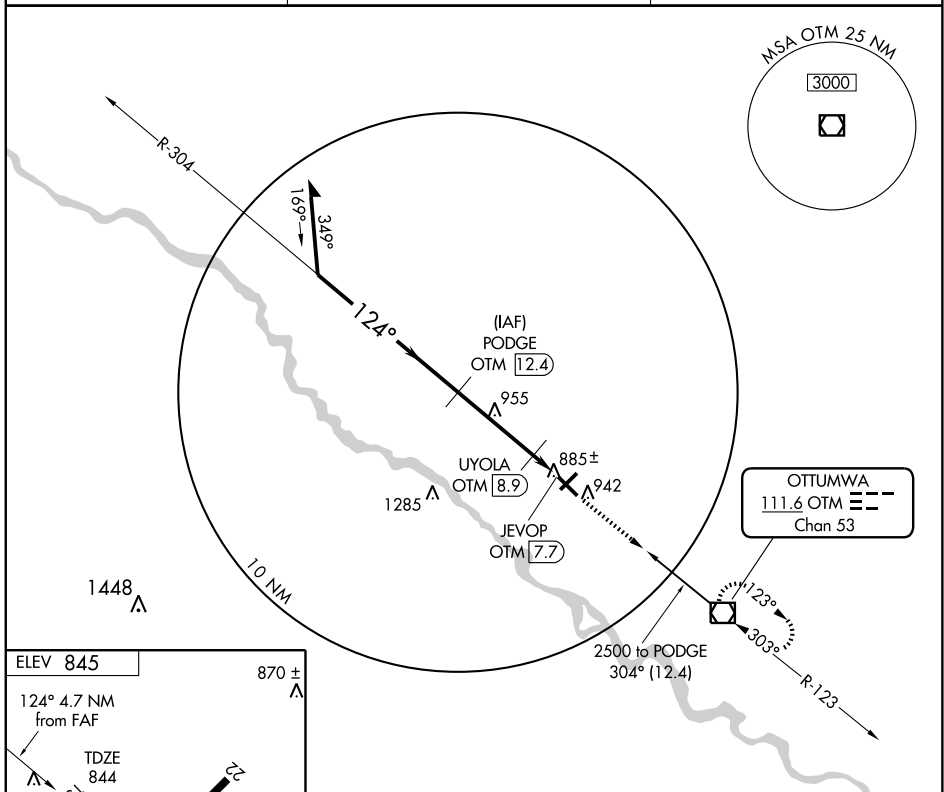 MSA OTM 25 NM
3000
R-304
169°
349°
124°
(IAF)
PODGE
OTM 12.4
955
UYOLA
OTM 8.9
885±
942
1285
JEVOP
OTM 7.7
OTTUMWA
111.6 OTM
Chan 53
10 NM
1448
123°
303°
2500 to PODGE
304° (12.4)
R-123
ELEV 845
870 ±
124° 4.7 NM
from FAF
TDZE
844
22